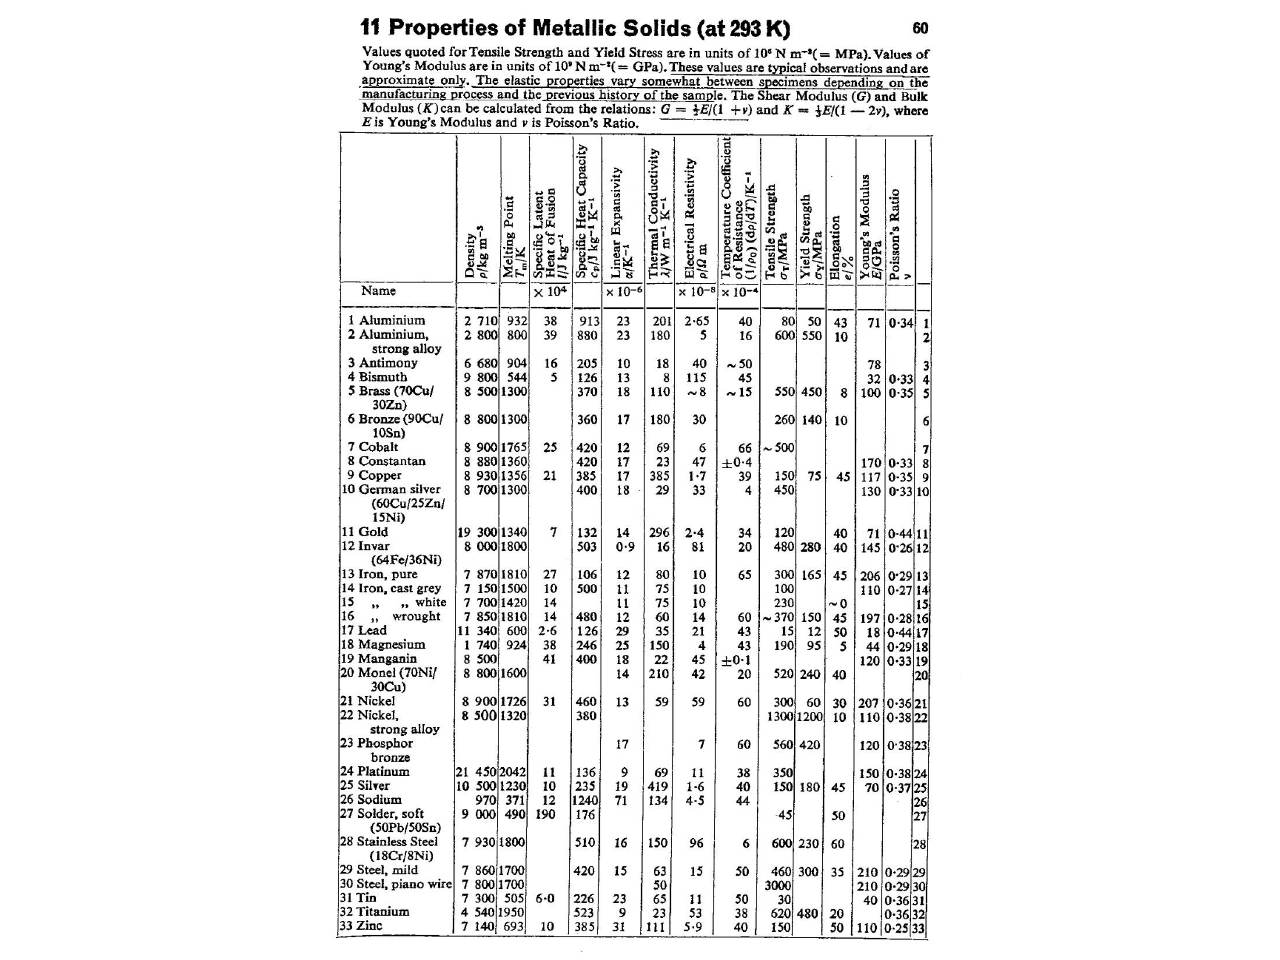 11 Properties of Metallic Solids (at 293 K) 60
Values quoted for Tensile Strength and Yield Stress are in units of 10⁶ N m⁻²(= MPa). Values of
Young's Modulus are in units of 10⁹ N m⁻²(= GPa). These values are typical observations and are
approximate only. The elastic properties vary somewhat between specimens depending on the
manufacturing process and the previous history of the sample. The Shear Modulus (G) and Bulk
Modulus (K) can be calculated from the relations: G = ½E/(1 + ν) and K = ⅓E/(1 — 2ν), where
E is Young's Modulus and ν is Poisson's Ratio.
Name
Density
ρ/kg m⁻³
Melting Point
Tm/K
Specific Latent
Heat of Fusion
l/J kg⁻¹
× 10⁴
Specific Heat Capacity
cp/J kg⁻¹ K⁻¹
Linear Expansivity
α/K⁻¹
× 10⁻⁶
Thermal Conductivity
λ/W m⁻¹ K⁻¹
Electrical Resistivity
ρ/Ω m
× 10⁻⁸
Temperature Coefficient
of Resistance
(1/ρ₀) (dρ/dT)/K⁻¹
× 10⁻⁴
Tensile Strength
σT/MPa
Yield Strength
σY/MPa
Elongation
e/%
Young's Modulus
E/GPa
Poisson's Ratio
ν
1 Aluminium 2 710 932 38 913 23 201 2·65 40 80 50 43 71 0·34 1
2 Aluminium, 2 800 800 39 880 23 180 5 16 600 550 10 2
strong alloy
3 Antimony 6 680 904 16 205 10 18 40 ~50 78 3
4 Bismuth 9 800 544 5 126 13 8 115 45 32 0·33 4
5 Brass (70Cu/ 8 500 1300 370 18 110 ~8 ~15 550 450 8 100 0·35 5
30Zn)
6 Bronze (90Cu/ 8 800 1300 360 17 180 30 260 140 10 6
10Sn)
7 Cobalt 8 900 1765 25 420 12 69 6 66 ~500 7
8 Constantan 8 880 1360 420 17 23 47 ±0·4 170 0·33 8
9 Copper 8 930 1356 21 385 17 385 1·7 39 150 75 45 117 0·35 9
10 German silver 8 700 1300 400 18 29 33 4 450 130 0·33 10
(60Cu/25Zn/
15Ni)
11 Gold 19 300 1340 7 132 14 296 2·4 34 120 40 71 0·44 11
12 Invar 8 000 1800 503 0·9 16 81 20 480 280 40 145 0·26 12
(64Fe/36Ni)
13 Iron, pure 7 870 1810 27 106 12 80 10 65 300 165 45 206 0·29 13
14 Iron, cast grey 7 150 1500 10 500 11 75 10 100 110 0·27 14
15 ,, ,, white 7 700 1420 14 11 75 10 230 ~0 15
16 ,, wrought 7 850 1810 14 480 12 60 14 60 ~370 150 45 197 0·28 16
17 Lead 11 340 600 2·6 126 29 35 21 43 15 12 50 18 0·44 17
18 Magnesium 1 740 924 38 246 25 150 4 43 190 95 5 44 0·29 18
19 Manganin 8 500 41 400 18 22 45 ±0·1 120 0·33 19
20 Monel (70Ni/ 8 800 1600 14 210 42 20 520 240 40 20
30Cu)
21 Nickel 8 900 1726 31 460 13 59 59 60 300 60 30 207 0·36 21
22 Nickel, 8 500 1320 380 1300 1200 10 110 0·38 22
strong alloy
23 Phosphor 17 7 60 560 420 120 0·38 23
bronze
24 Platinum 21 450 2042 11 136 9 69 11 38 350 150 0·38 24
25 Silver 10 500 1230 10 235 19 419 1·6 40 150 180 45 70 0·37 25
26 Sodium 970 371 12 1240 71 134 4·5 44 26
27 Solder, soft 9 000 490 190 176 45 50 27
(50Pb/50Sn)
28 Stainless Steel 7 930 1800 510 16 150 96 6 600 230 60 28
(18Cr/8Ni)
29 Steel, mild 7 860 1700 420 15 63 15 50 460 300 35 210 0·29 29
30 Steel, piano wire 7 800 1700 50 3000 210 0·29 30
31 Tin 7 300 505 6·0 226 23 65 11 50 30 40 0·36 31
32 Titanium 4 540 1950 523 9 23 53 38 620 480 20 0·36 32
33 Zinc 7 140 693 10 385 31 111 5·9 40 150 50 110 0·25 33